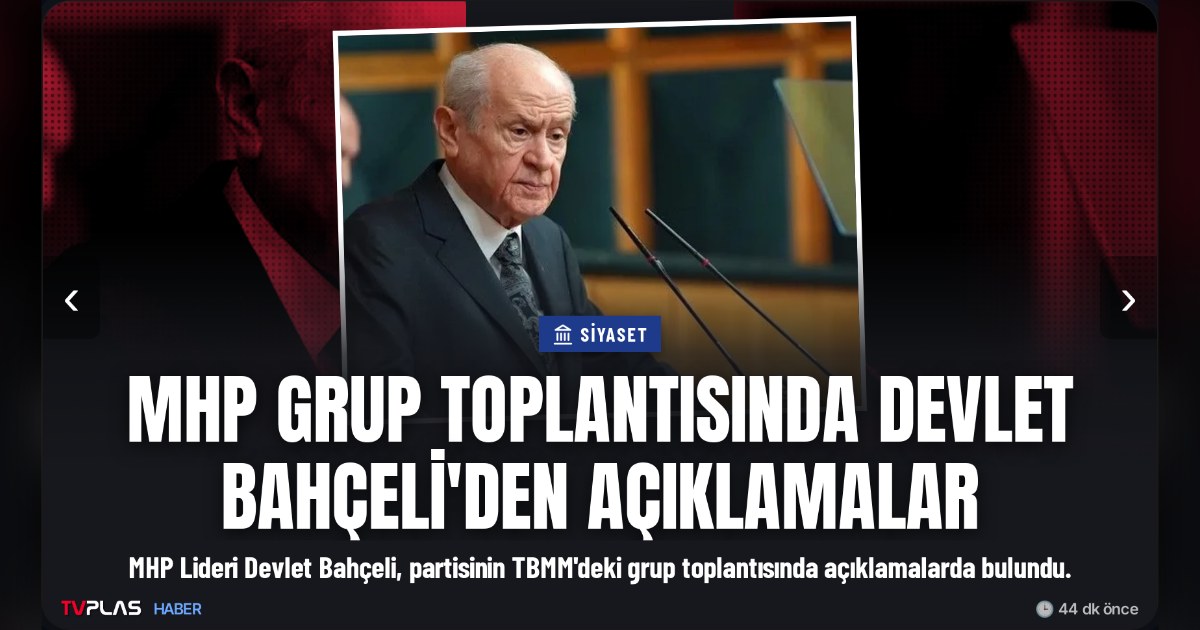 SİYASET
MHP GRUP TOPLANTISINDA DEVLET
BAHÇELİ'DEN AÇIKLAMALAR
MHP Lideri Devlet Bahçeli, partisinin TBMM'deki grup toplantısında açıklamalarda bulundu.
TVPLAS HABER
44 dk önce